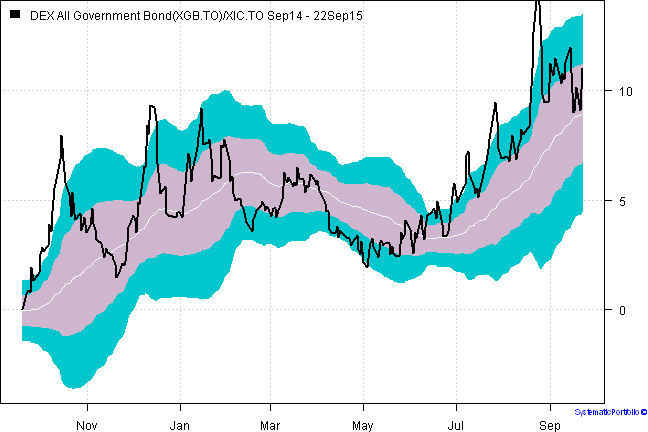 DEX All Government Bond(XGB.TO)/XIC.TO Sep14 - 22Sep15
10
5
0
Nov Jan Mar May Jul Sep
SystematicPortfolio ©